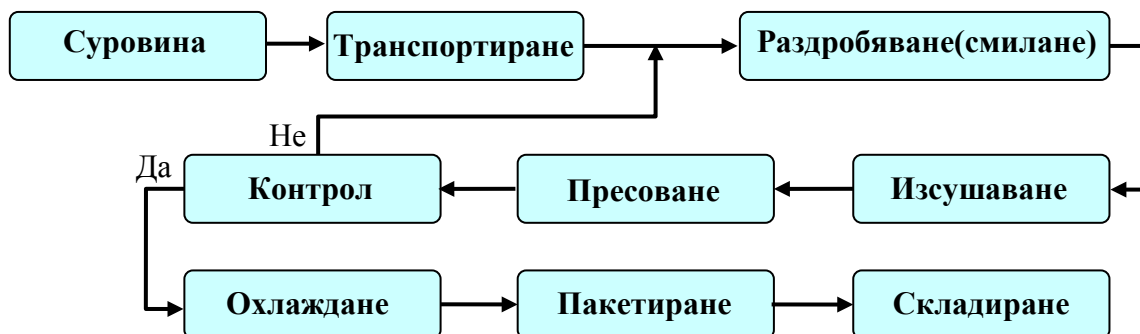 Суровина
Транспортиране
Раздробяване(смилане)
Не
Да
Контрол
Пресоване
Изсушаване
Охлаждане
Пакетиране
Складиране